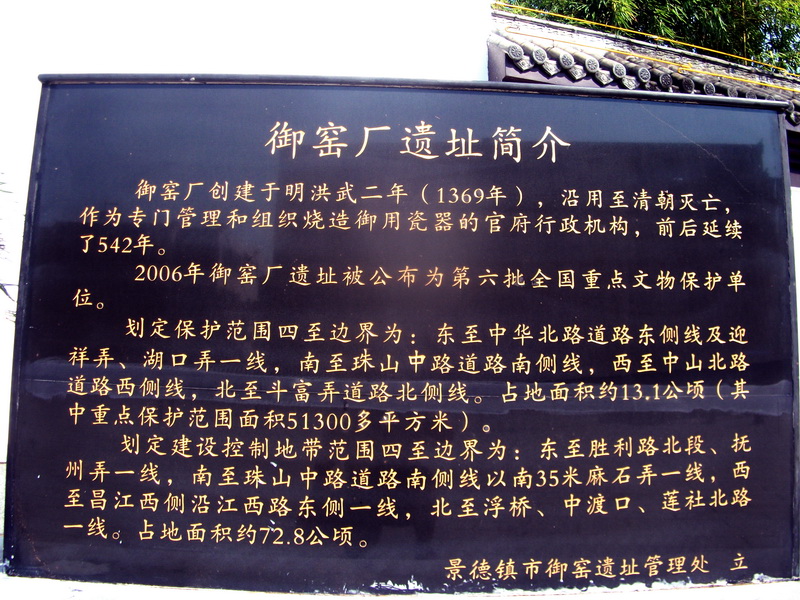 御窑厂遗址简介
御窑厂创建于明洪武二年（1369年），沿用至清朝灭亡，
作为专门管理和组织烧造御用瓷器的官府行政机构，前后延续
了542年。
2006年御窑厂遗址被公布为第六批全国重点文物保护单
位。
划定保护范围四至边界为：东至中华北路道路东侧线及迎
祥弄、湖口弄一线，南至珠山中路道路南侧线，西至中山北路
道路西侧线，北至斗富弄道路北侧线。占地面积约13.1公顷（其
中重点保护范围面积51300多平方米）。
划定建设控制地带范围四至边界为：东至胜利路北段、抚
州弄一线，南至珠山中路道路南侧线以南35米麻石弄一线，西
至昌江西侧沿江西路东侧一线，北至浮桥、中渡口、莲社北路
一线。占地面积约72.8公顷。
景德镇市御窑遗址管理处 立